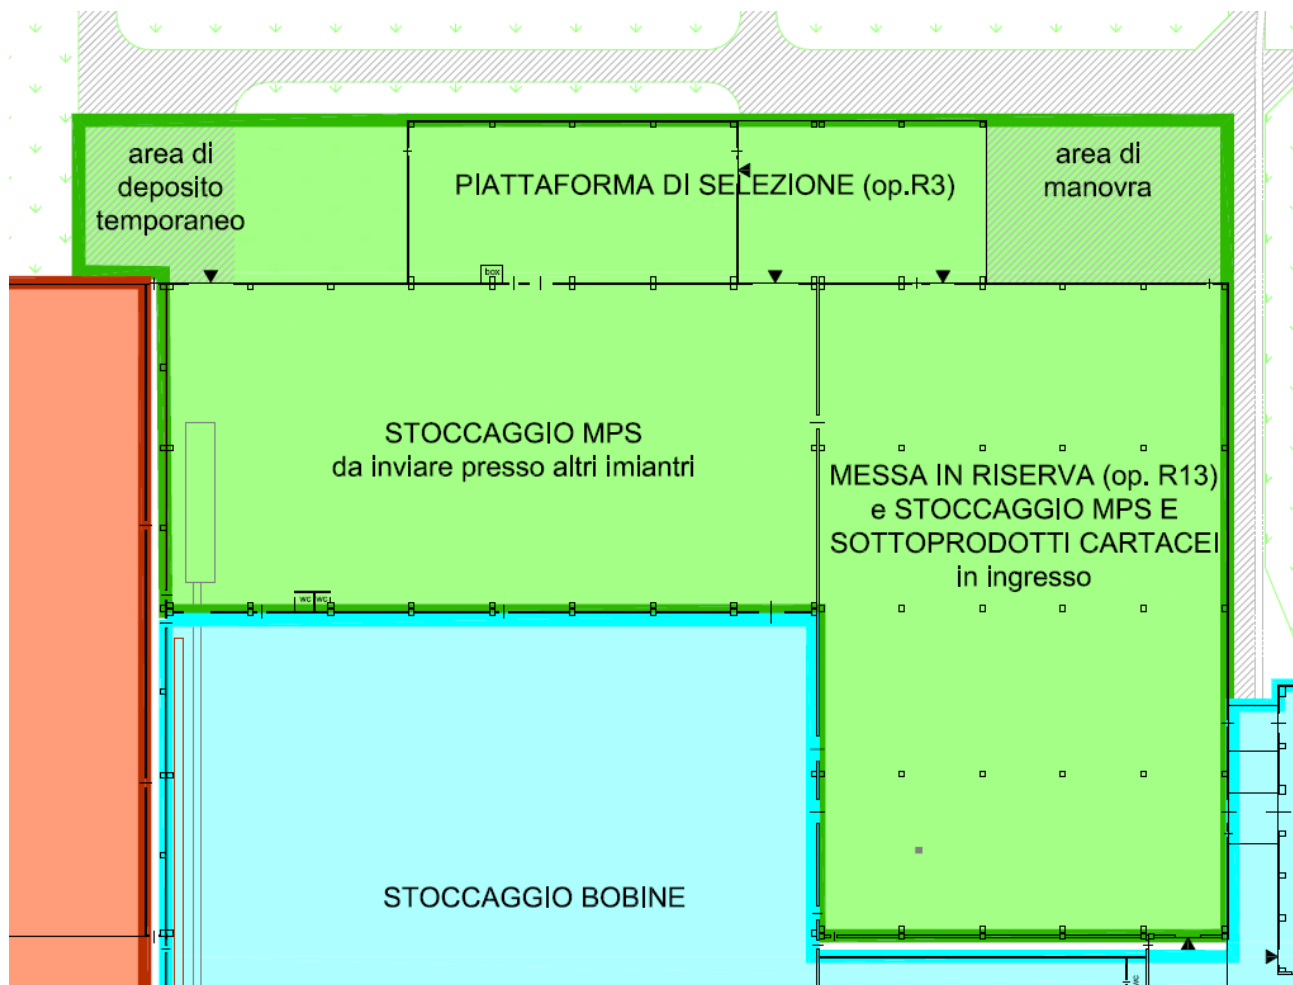 area di
deposito
temporaneo
PIATTAFORMA DI SELEZIONE (op.R3)
area di
manovra
box
STOCCAGGIO MPS
da inviare presso altri imiantri
MESSA IN RISERVA (op. R13)
e STOCCAGGIO MPS E
SOTTOPRODOTTI CARTACEI
in ingresso
WC WC
STOCCAGGIO BOBINE